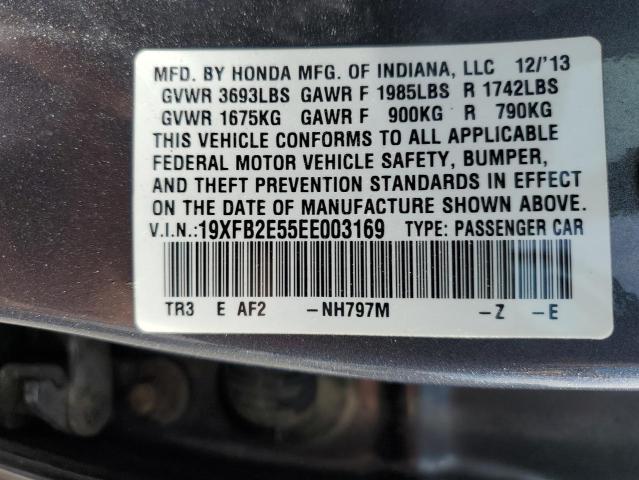 MFD. BY HONDA MFG. OF INDIANA, LLC 12/'13
GVWR 3693LBS GAWR F 1985LBS R 1742LBS
GVWR 1675KG GAWR F 900KG R 790KG
THIS VEHICLE CONFORMS TO ALL APPLICABLE
FEDERAL MOTOR VEHICLE SAFETY, BUMPER,
AND THEFT PREVENTION STANDARDS IN EFFECT
ON THE DATE OF MANUFACTURE SHOWN ABOVE.
V.I.N.: 19XFB2E55EE003169 TYPE: PASSENGER CAR
TR3 E AF2 –NH797M –Z –E